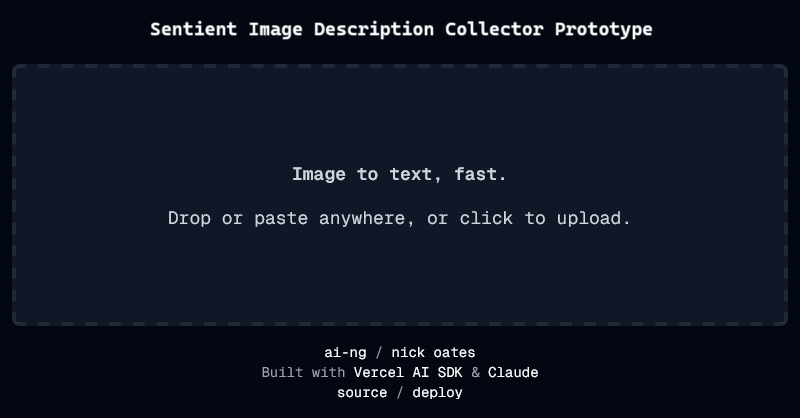 Sentient Image Description Collector Prototype
Image to text, fast.
Drop or paste anywhere, or click to upload.
ai-ng / nick oates
Built with Vercel AI SDK & Claude
source / deploy